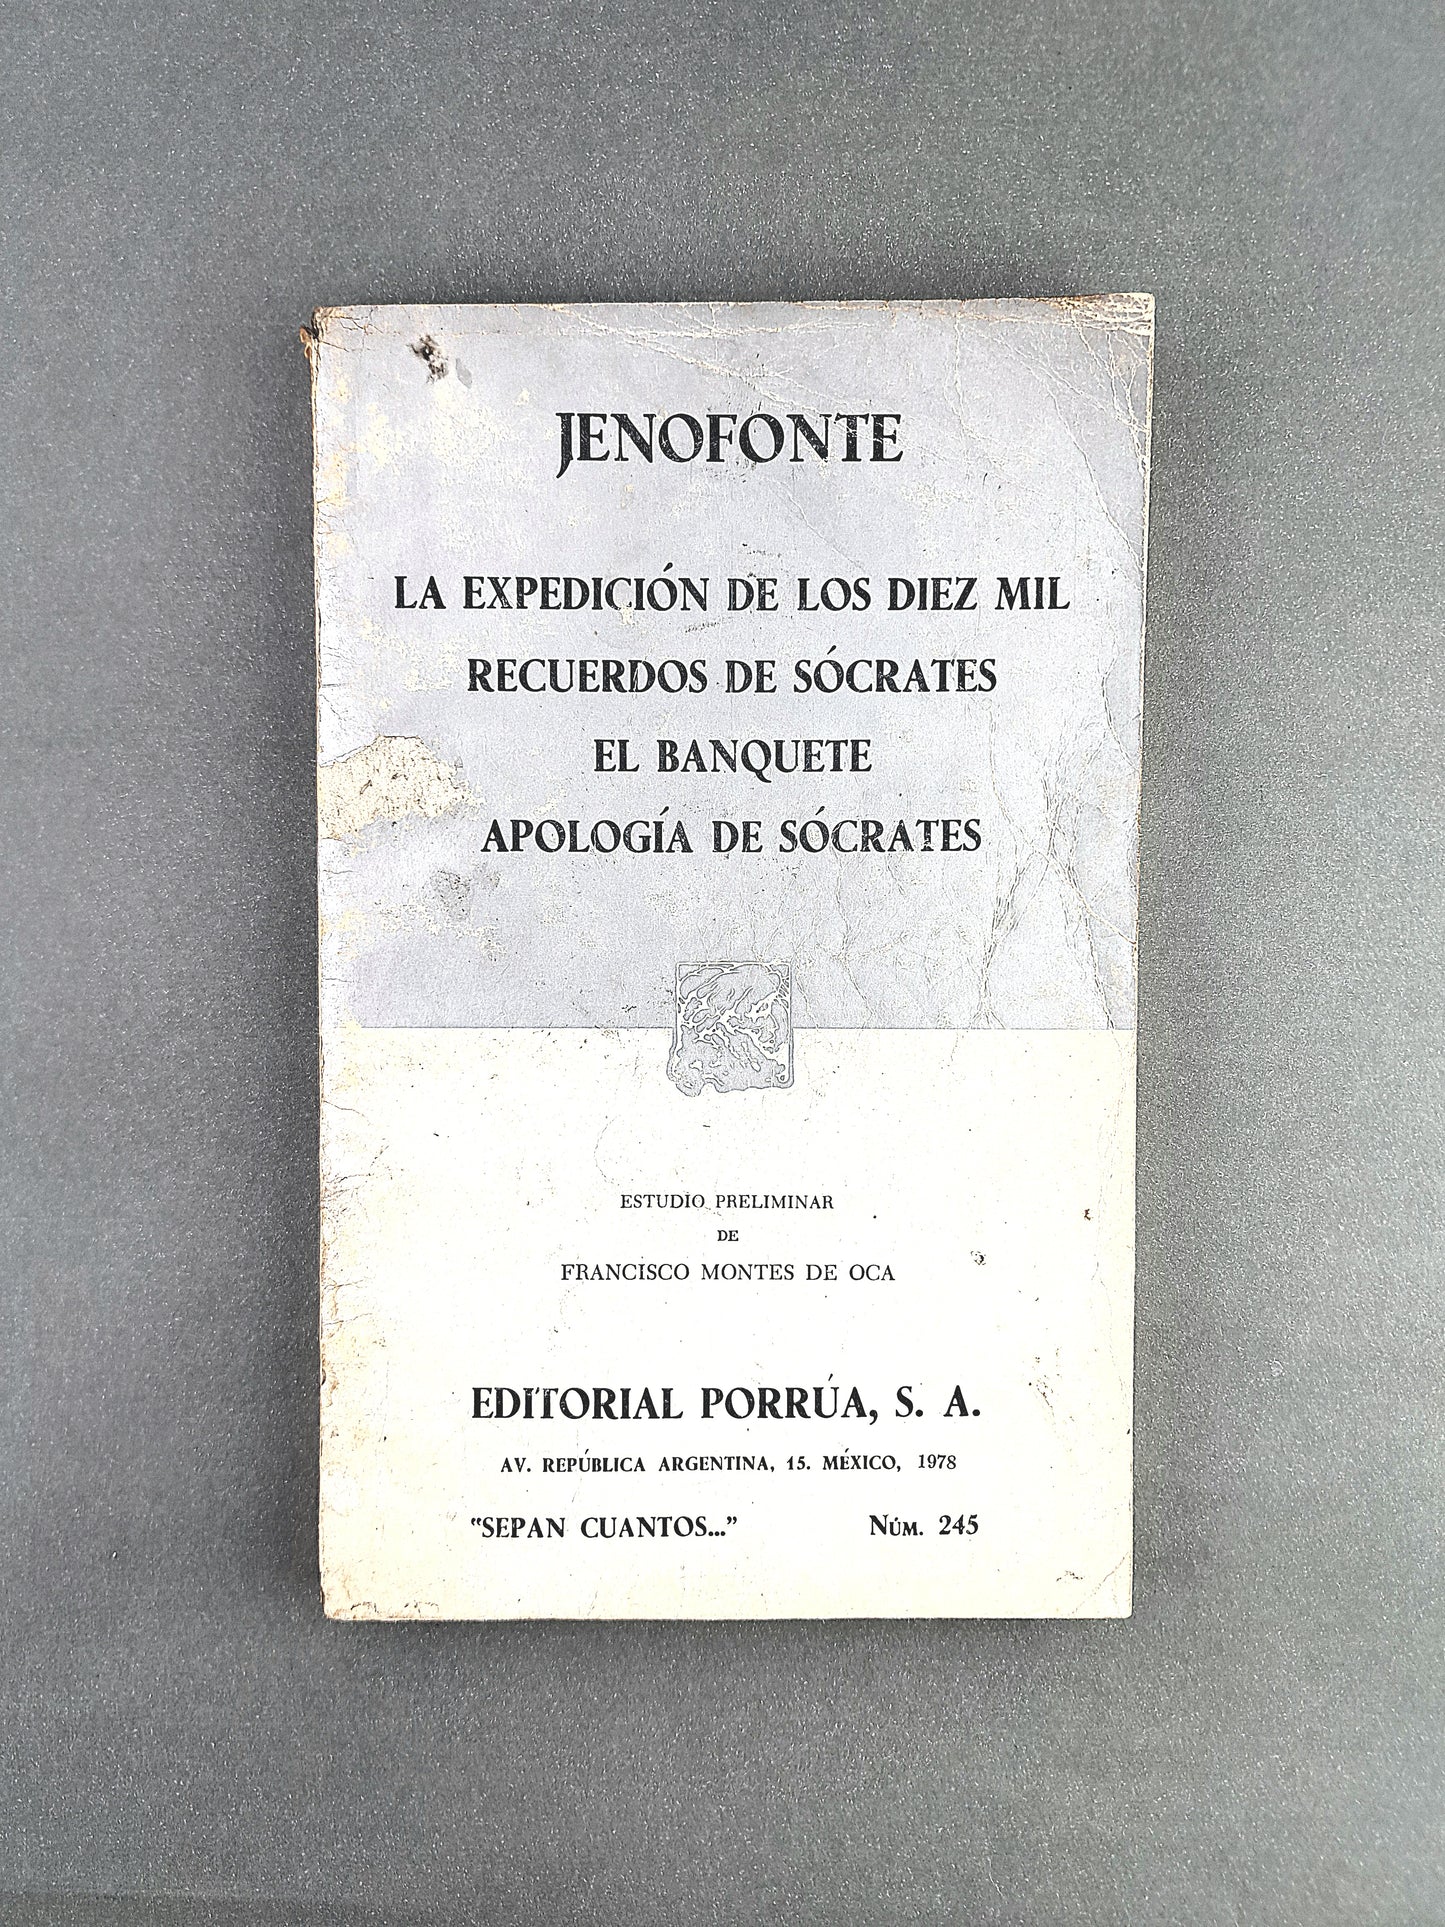 JENOFONTE
LA EXPEDICIÓN DE LOS DIEZ MIL
RECUERDOS DE SÓCRATES
EL BANQUETE
APOLOGÍA DE SÓCRATES
ESTUDIO PRELIMINAR
DE
FRANCISCO MONTES DE OCA
EDITORIAL PORRÚA, S. A.
AV. REPÚBLICA ARGENTINA, 15. MÉXICO, 1978
"SEPAN CUANTOS..." NÚM. 245